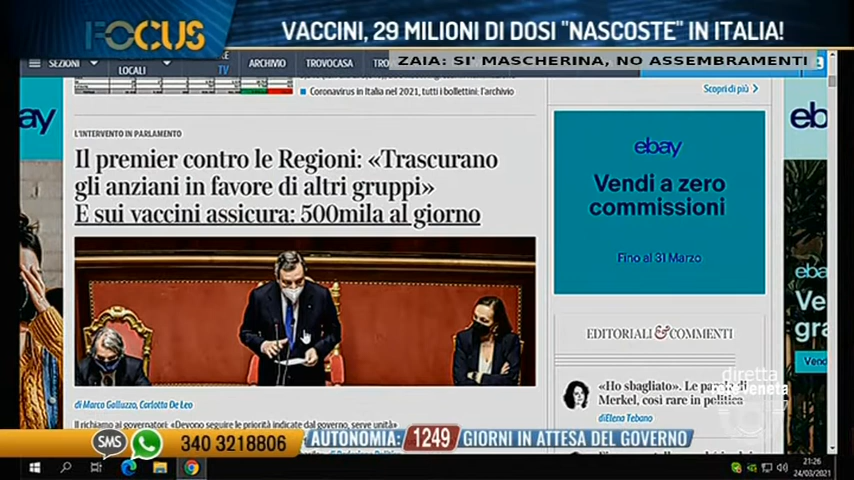 FOCUS
VACCINI, 29 MILIONI DI DOSI "NASCOSTE" IN ITALIA!
ZAIA: SI' MASCHERINA, NO ASSEMBRAMENTI
SEZIONI
LOCALI
TV
ARCHIVIO
TROVOCASA
Coronavirus in Italia nel 2021, tutti i bollettini: l'archivio
Scopri di più
L'INTERVENTO IN PARLAMENTO
Il premier contro le Regioni: «Trascurano
gli anziani in favore di altri gruppi»
E sui vaccini assicura: 500mila al giorno
ebay
Vendi a zero
commissioni
Fino al 31 Marzo
ebay
EDITORIALI & COMMENTI
«Ho sbagliato». Le
Merkel, così rare in politica
di Elena Tebano
diretta
di Marco Galluzzo, Carlotta De Leo
Il richiamo ai governatori: «Devono seguire le priorità indicate dal governo, serve unità»
SMS
340 3218806
AUTONOMIA: 1249 GIORNI IN ATTESA DEL GOVERNO
21:26
24/03/2021